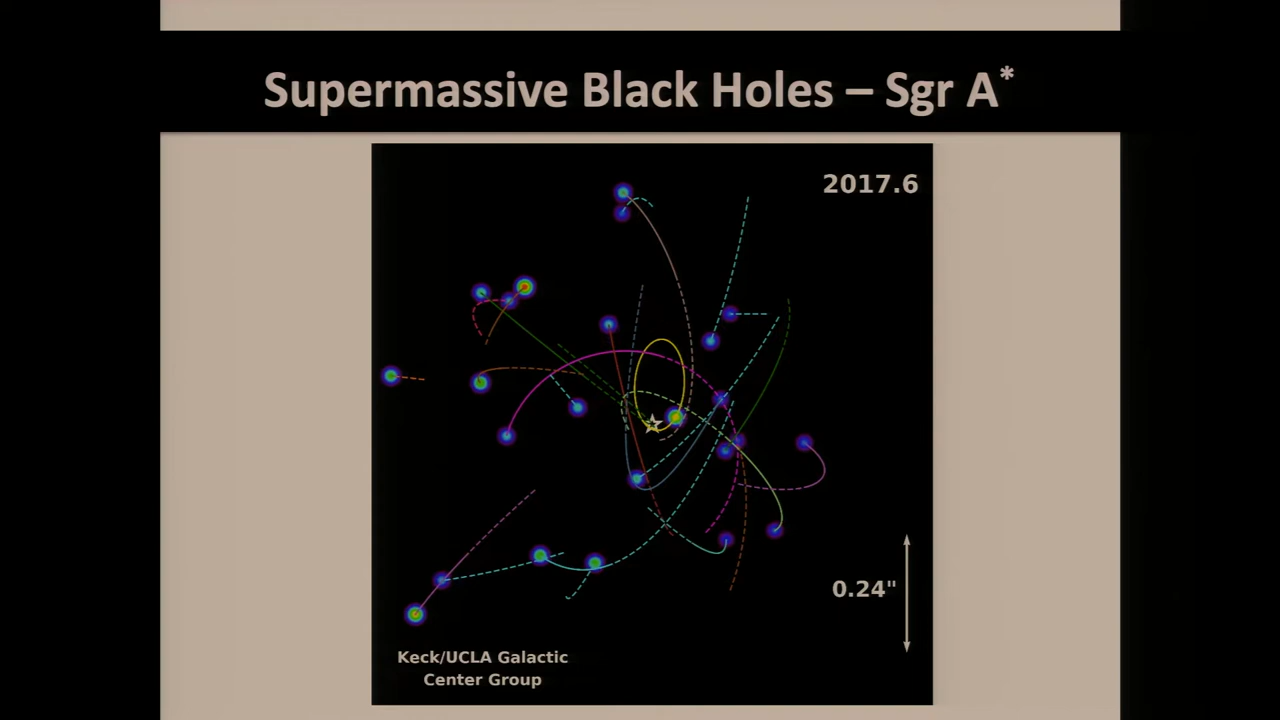 Supermassive Black Holes – Sgr A*
2017.6
0.24"
Keck/UCLA Galactic
Center Group